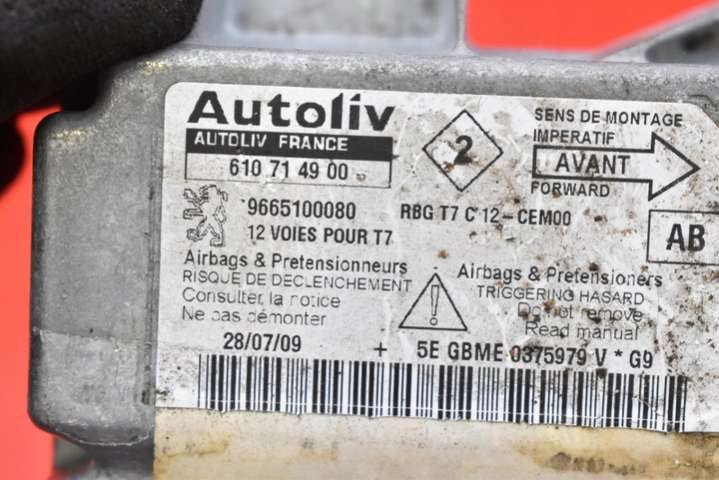 Autoliv
AUTOLIV FRANCE
610 714 9 00
2
SENS DE MONTAGE
IMPERATIF
AVANT
FORWARD
9665100080
12 VOIES POUR T7
RBG T7 C 12-CEM00
AB
Airbags & Pretensionneurs
RISQUE DE DECLENCHEMENT
Consulter la notice
Ne pas démonter
Airbags & Pretensioners
TRIGGERING HASARD
Do not remove
Read manual
28/07/09 + 5E GBME 0375979 V * G9